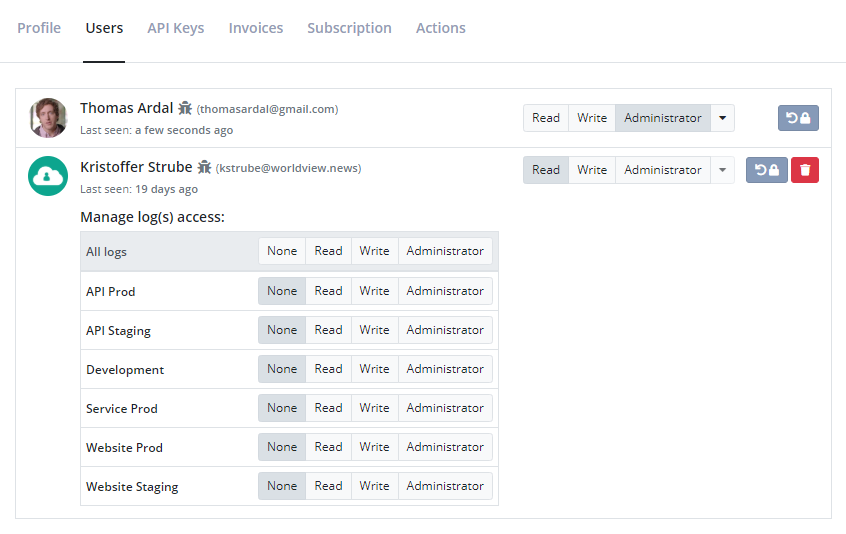 Profile Users API Keys Invoices Subscription Actions
Thomas Ardal (thomasardal@gmail.com) Read Write Administrator
Last seen: a few seconds ago
Kristoffer Strube (kstrube@worldview.news) Read Write Administrator
Last seen: 19 days ago
Manage log(s) access:
All logs None Read Write Administrator
API Prod None Read Write Administrator
API Staging None Read Write Administrator
Development None Read Write Administrator
Service Prod None Read Write Administrator
Website Prod None Read Write Administrator
Website Staging None Read Write Administrator